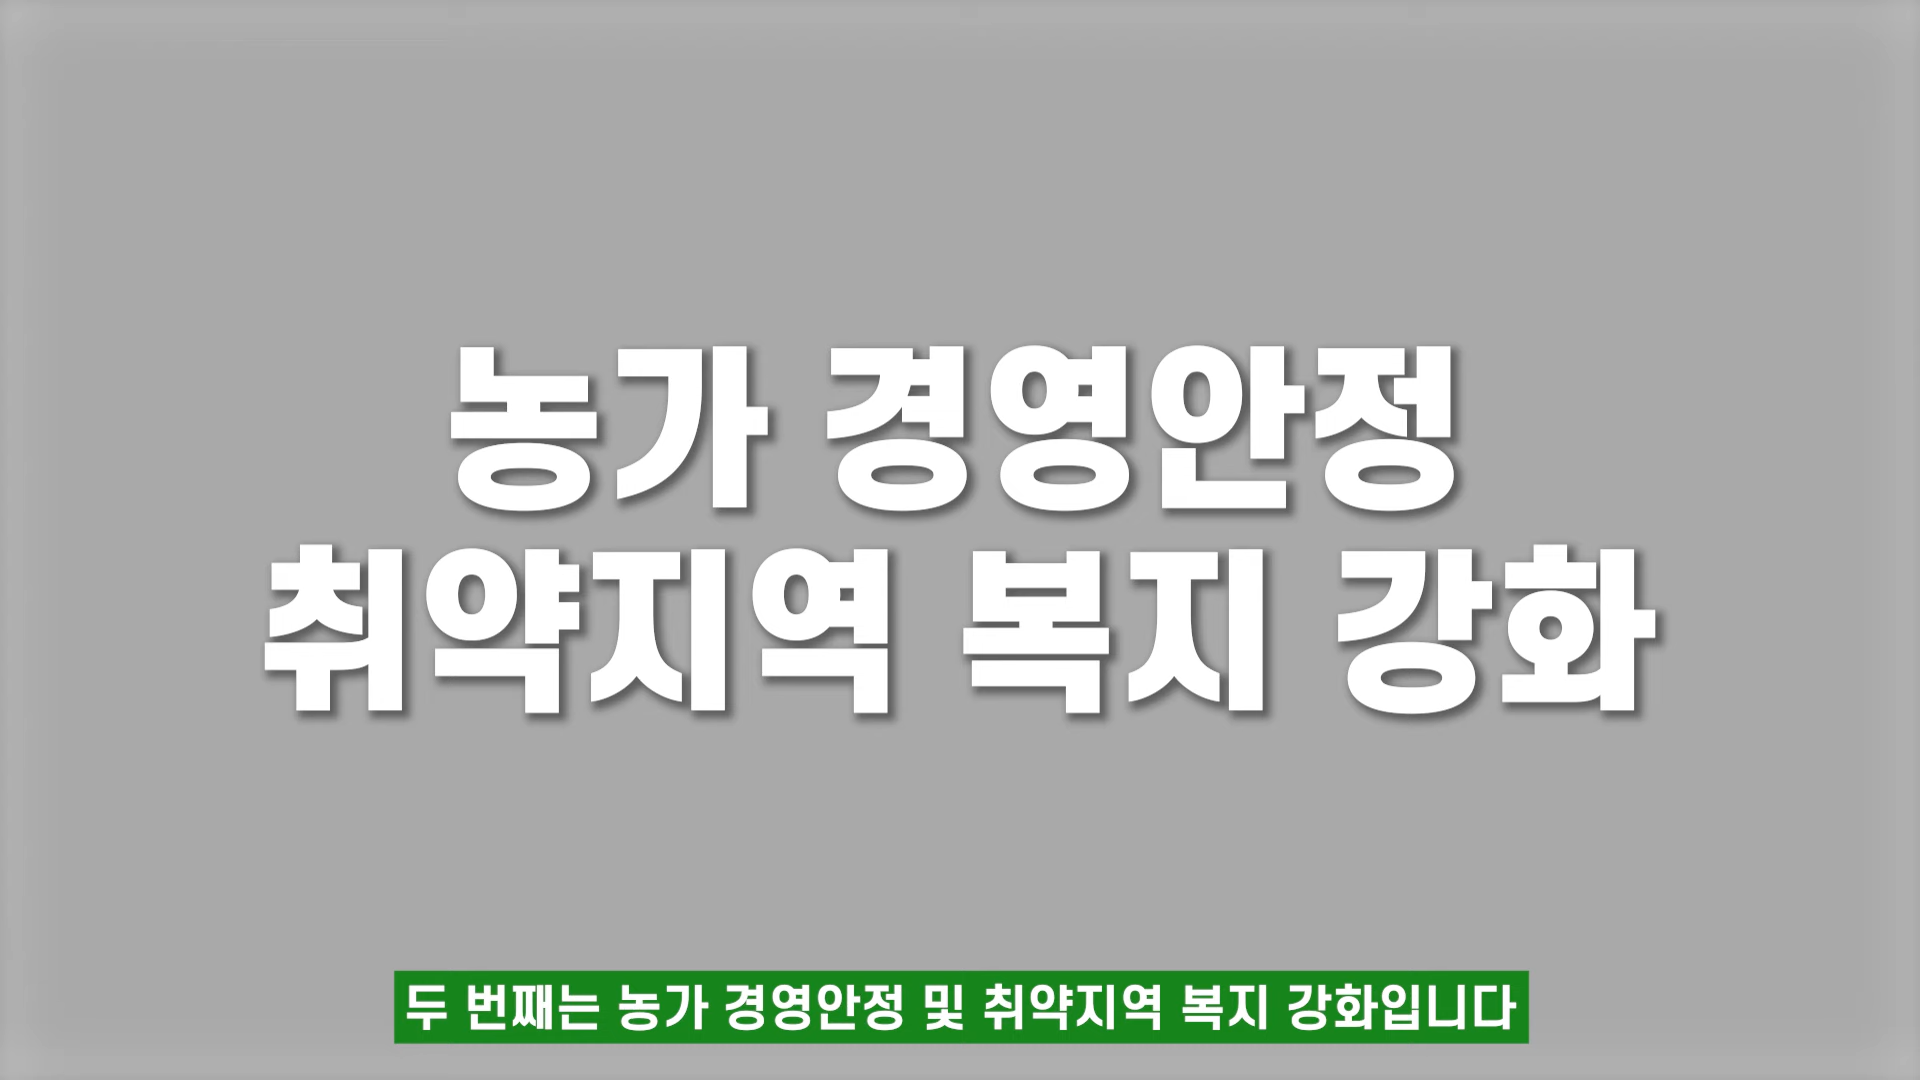 농가 경영안정
취약지역 복지 강화
두 번째는 농가 경영안정 및 취약지역 복지 강화입니다